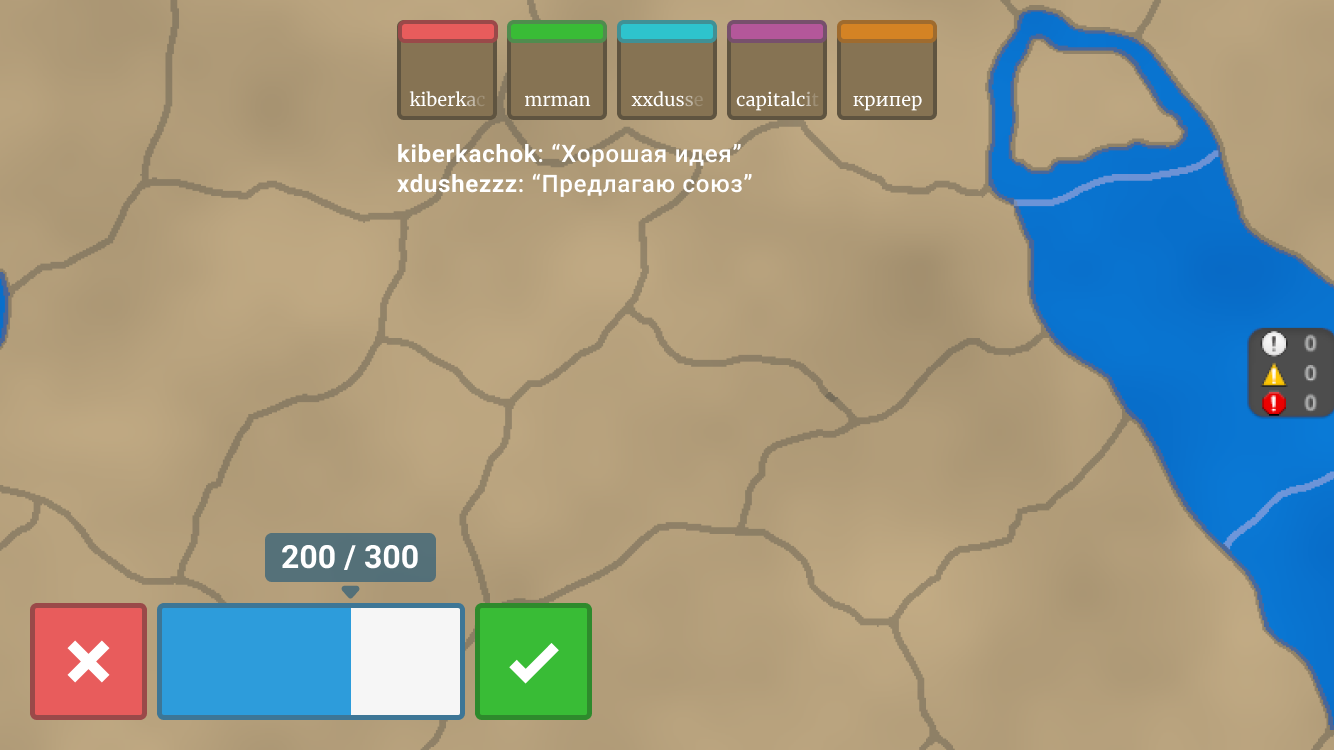 kiberkac
mrman
xxdusse
capitalcit
крипер
kiberkachok: “Хорошая идея”
xdushezzz: “Предлагаю союз”
0
0
0
200 / 300